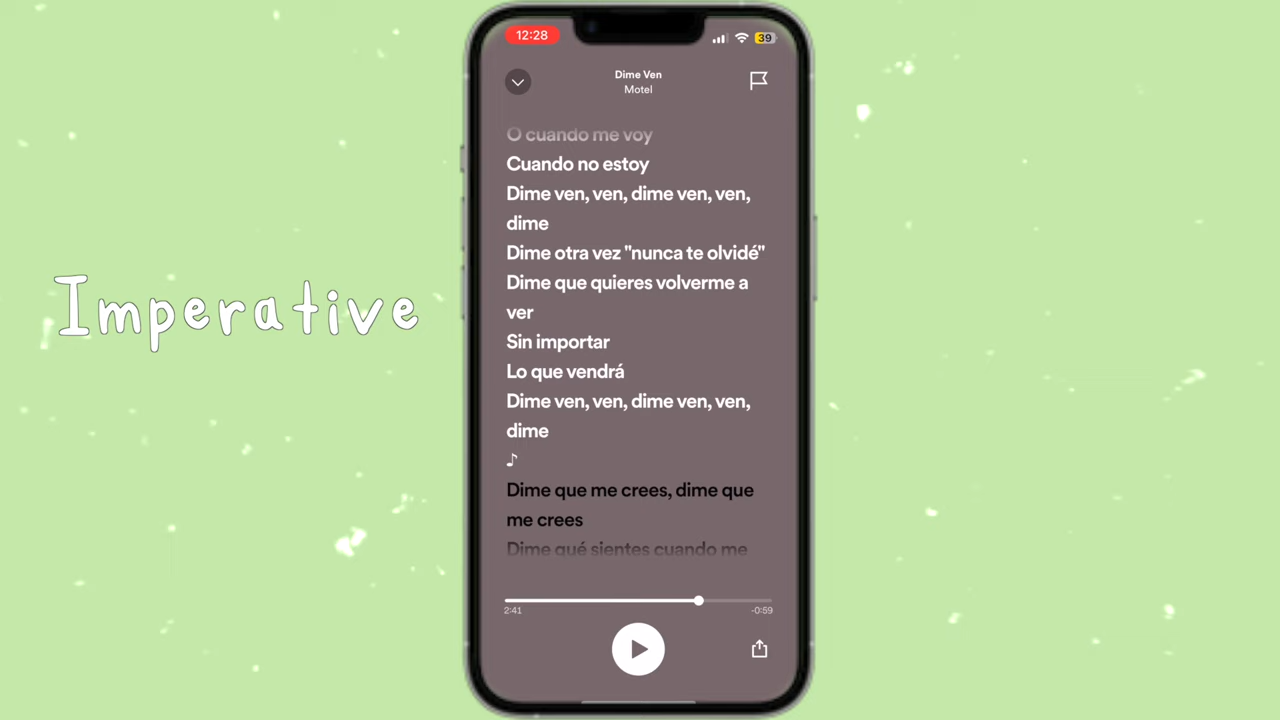 Imperative
12:28
39
Dime Ven
Motel
O cuando me voy
Cuando no estoy
Dime ven, ven, dime ven, ven,
dime
Dime otra vez "nunca te olvidé"
Dime que quieres volverme a
ver
Sin importar
Lo que vendrá
Dime ven, ven, dime ven, ven,
dime
♪
Dime que me crees, dime que
me crees
Dime qué sientes cuando me
2:41
-0:59